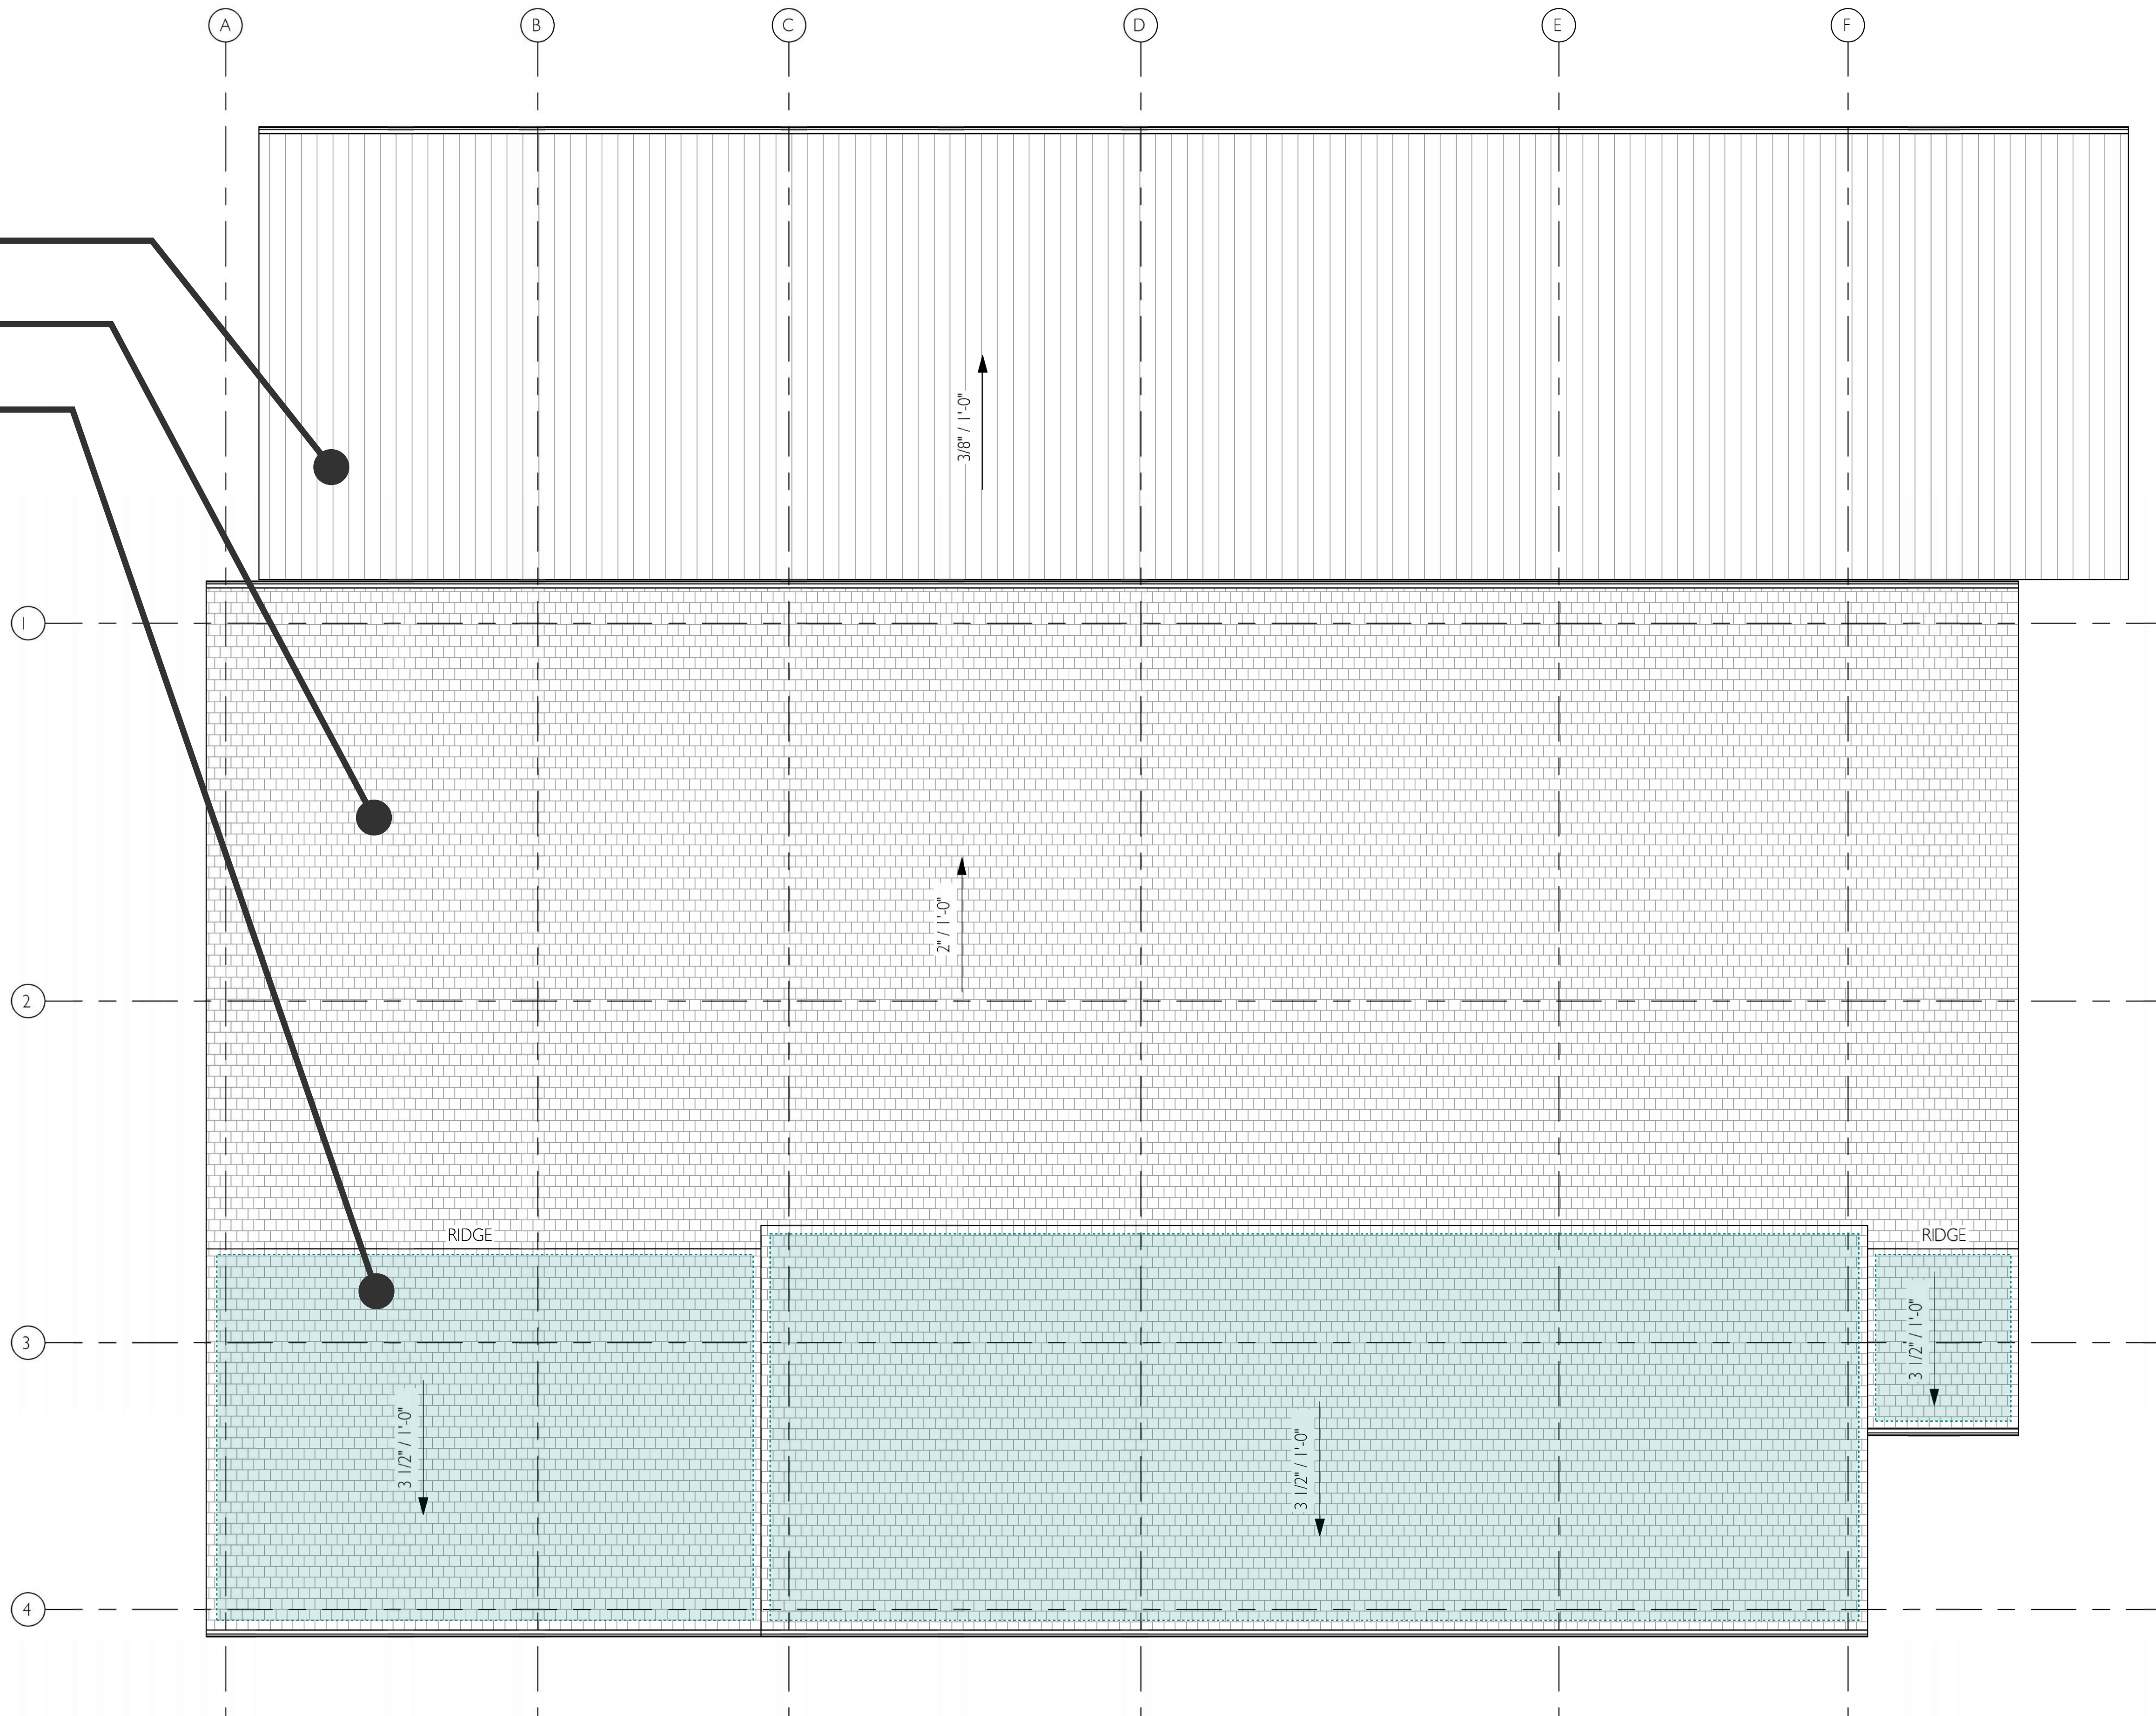 A B C D E F
3/8" / 1'-0"
1
2" / 1'-0"
2
RIDGE RIDGE
3 1/2" / 1'-0"
3
3 1/2" / 1'-0"
3 1/2" / 1'-0"
4